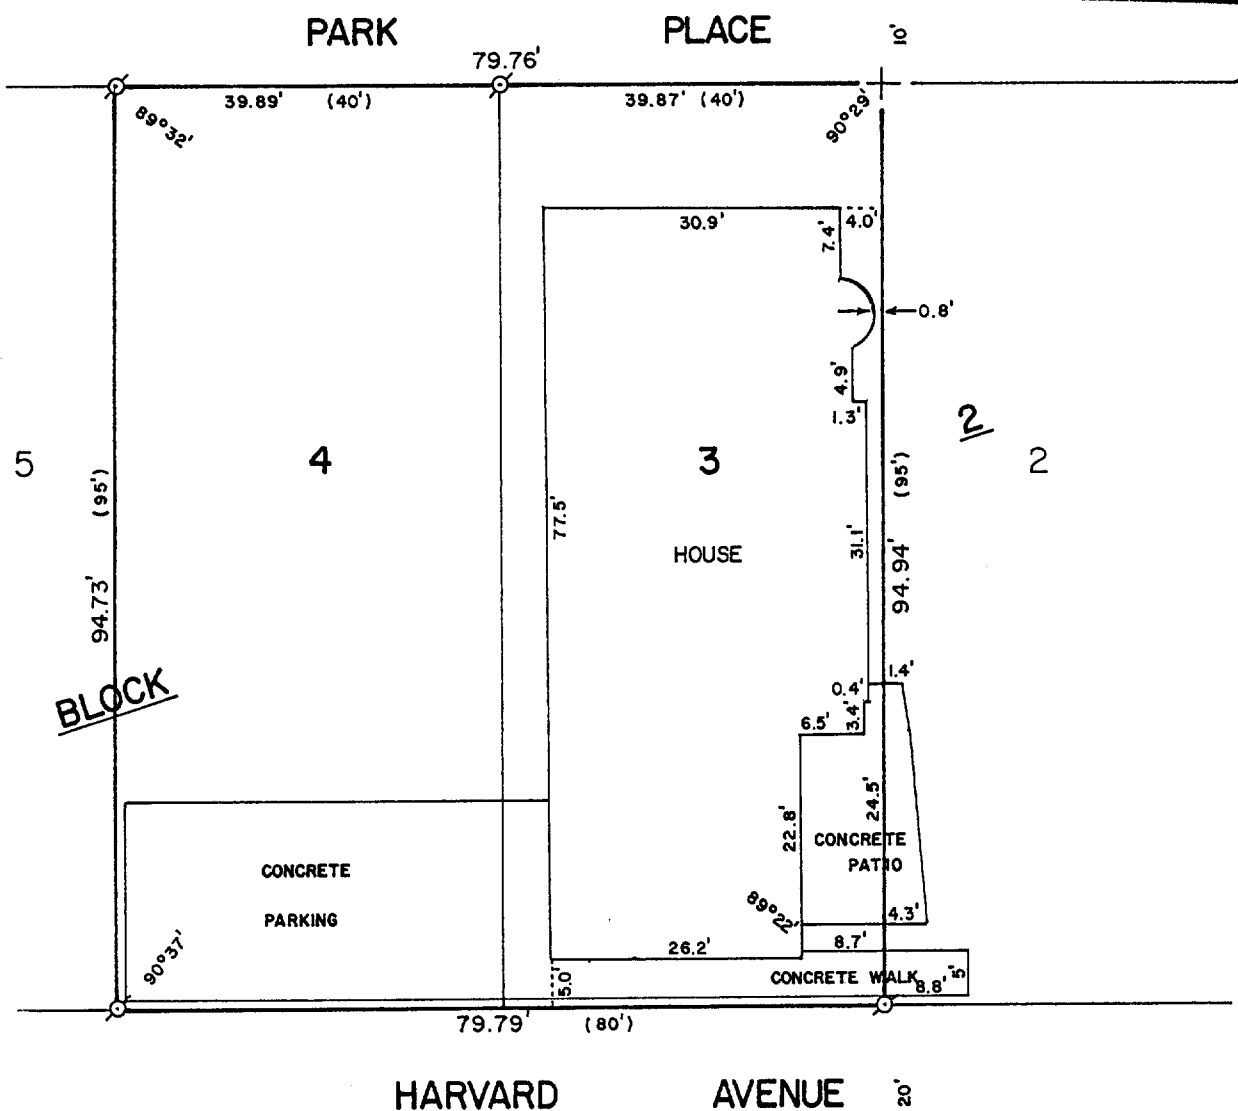 PARK PLACE 10'
79.76'
39.89' (40') 39.87' (40')
89°32' 90°29'
30.9' 4.0'
7.4'
0.8'
4.9'
1.3'
2
5 4 3 2
(95') (95')
77.5'
31.1'
HOUSE
94.73' 94.94'
BLOCK
1.4'
0.4'
3.4'
6.5'
24.5'
22.8'
CONCRETE
PATIO
CONCRETE
PARKING
89°22'
4.3'
90°37'
26.2' 8.7'
5.0'
CONCRETE WALK 8.8' 5'
79.79' (80')
HARVARD AVENUE 20'